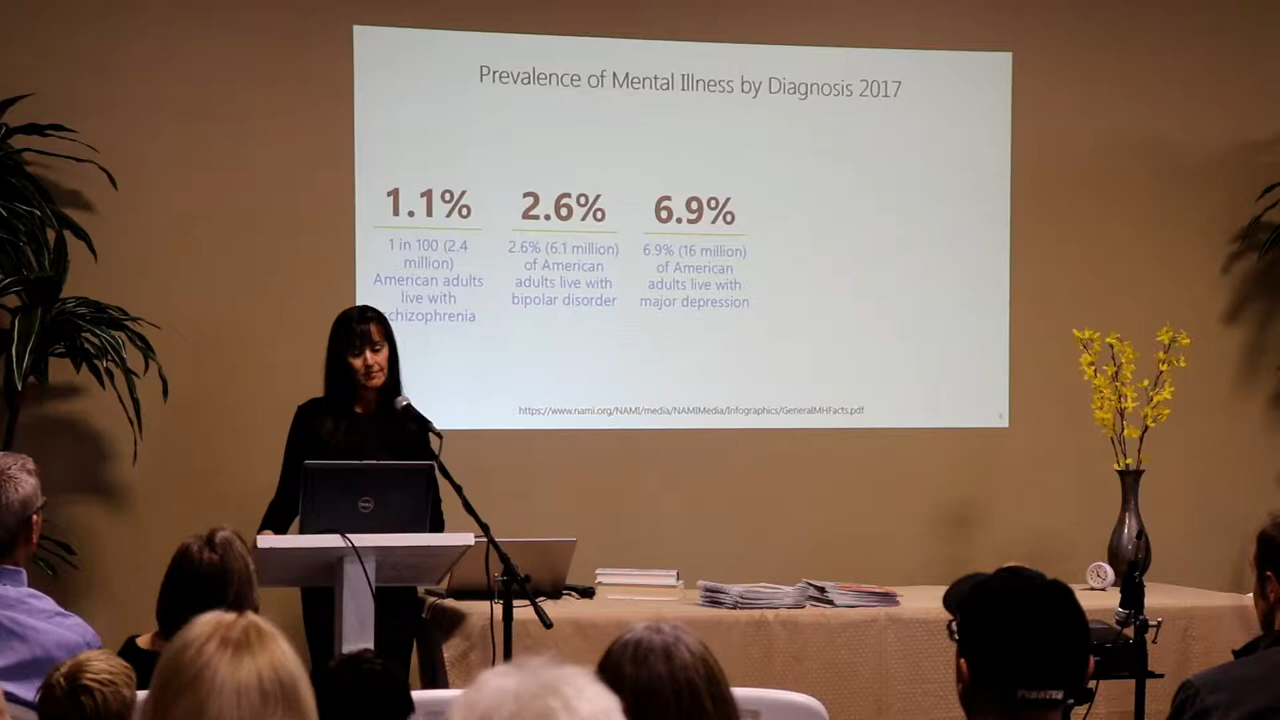 Prevalence of Mental Illness by Diagnosis 2017
1.1%
1 in 100 (2.4
million)
American adults
live with
schizophrenia
2.6%
2.6% (6.1 million)
of American
adults live with
bipolar disorder
6.9%
6.9% (16 million)
of American
adults live with
major depression
https://www.nami.org/NAMI/media/NAMIMedia/Infographics/GeneralMHFacts.pdf
DELL